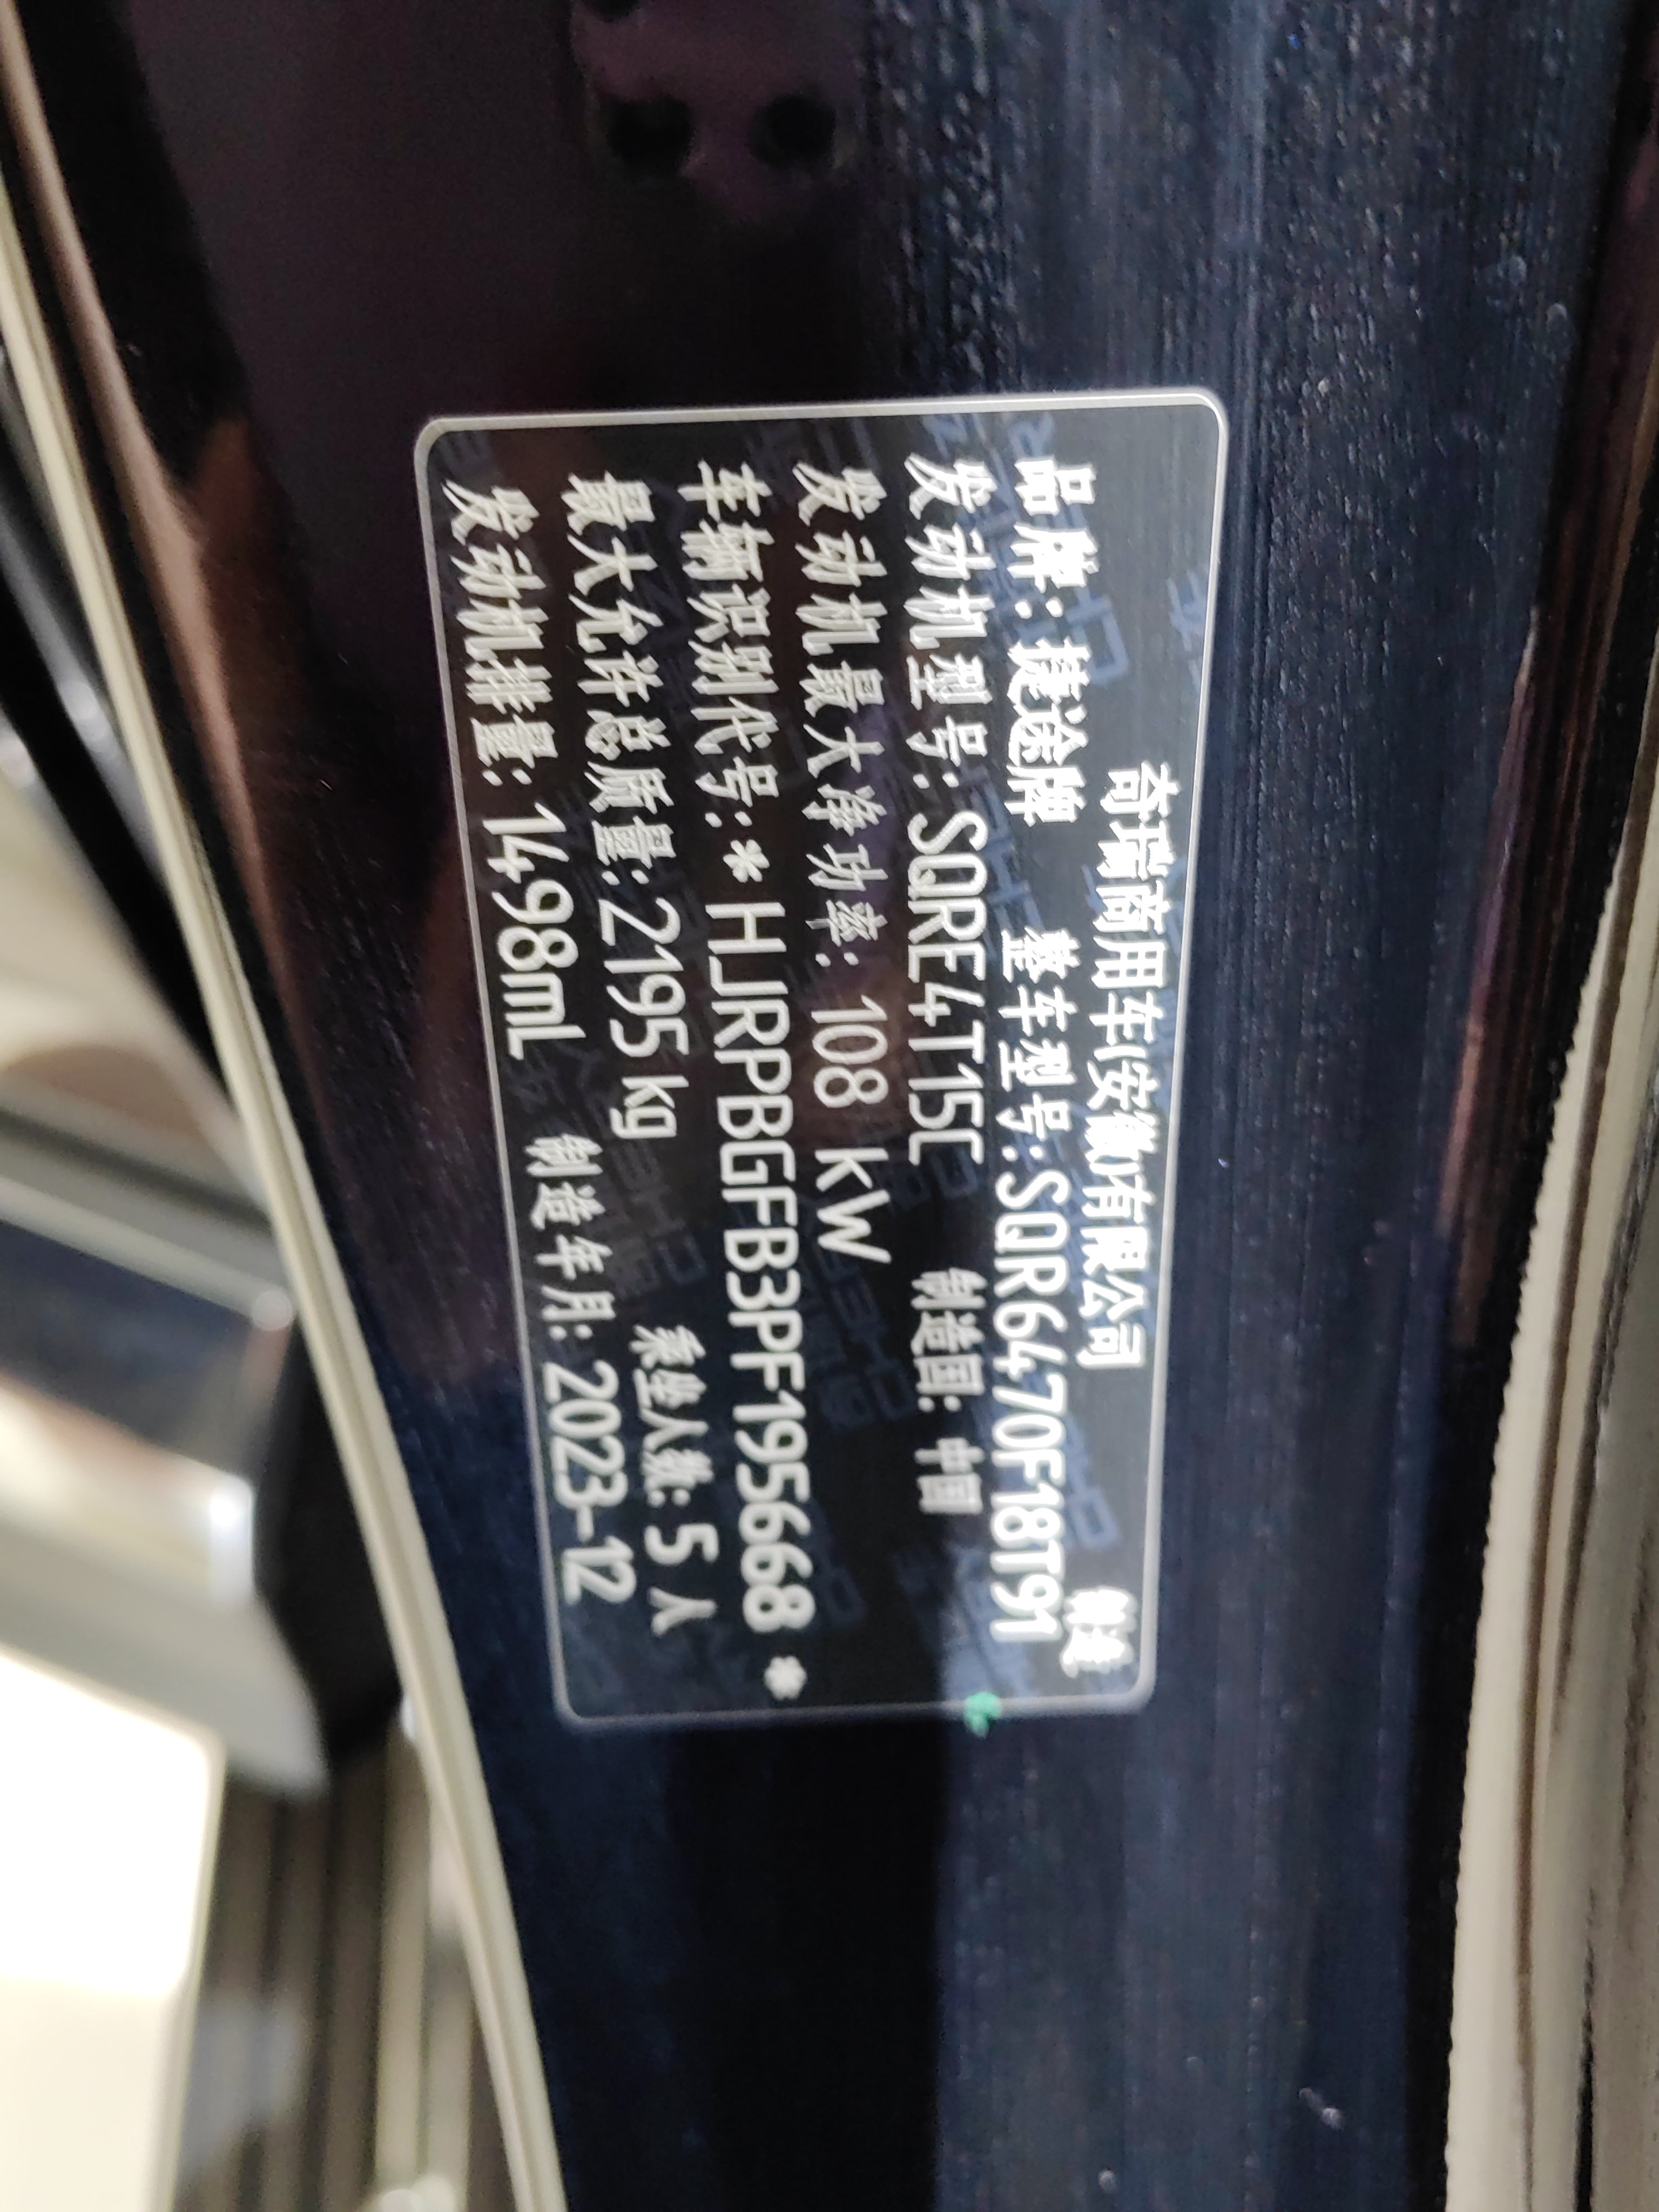 奇瑞商用车(安徽)有限公司 制造
品牌:捷途牌 整车型号:SQR6470F18T91
发动机型号:SQRE4T15C 制造国:中国
发动机最大净功率:108 kW
车辆识别代号:*HJRPBGFB3PF195668*
最大允许总质量:2195kg 乘坐人数:5人
发动机排量:1498mL 制造年月:2023-12